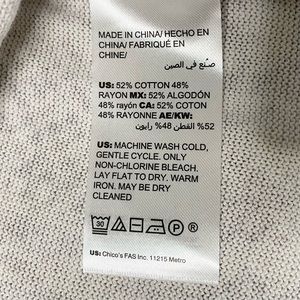 MADE IN CHINA/ HECHO EN
CHINA/ FABRIQUÉ EN
CHINE/
صنع في الصين
US: 52% COTTON 48%
RAYON MX: 52% ALGODÓN
48% rayón CA: 52% COTON
48% RAYONNE AE/KW:
52% القطن 48% رايون
US: MACHINE WASH COLD,
GENTLE CYCLE. ONLY
NON-CHLORINE BLEACH.
LAY FLAT TO DRY. WARM
IRON. MAY BE DRY
CLEANED
30
P
US: Chico's FAS Inc. 11215 Metro